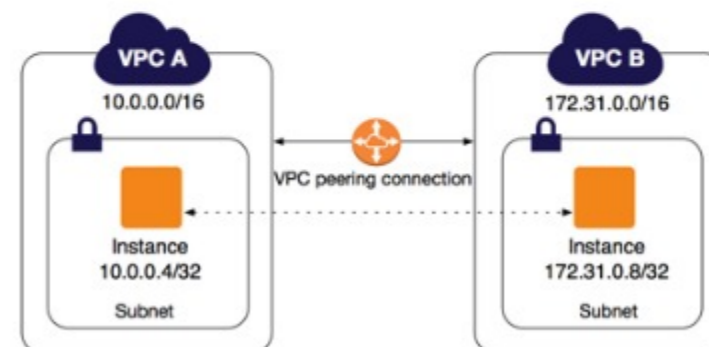 VPC A
10.0.0.0/16
Instance
10.0.0.4/32
Subnet
VPC peering connection
VPC B
172.31.0.0/16
Instance
172.31.0.8/32
Subnet